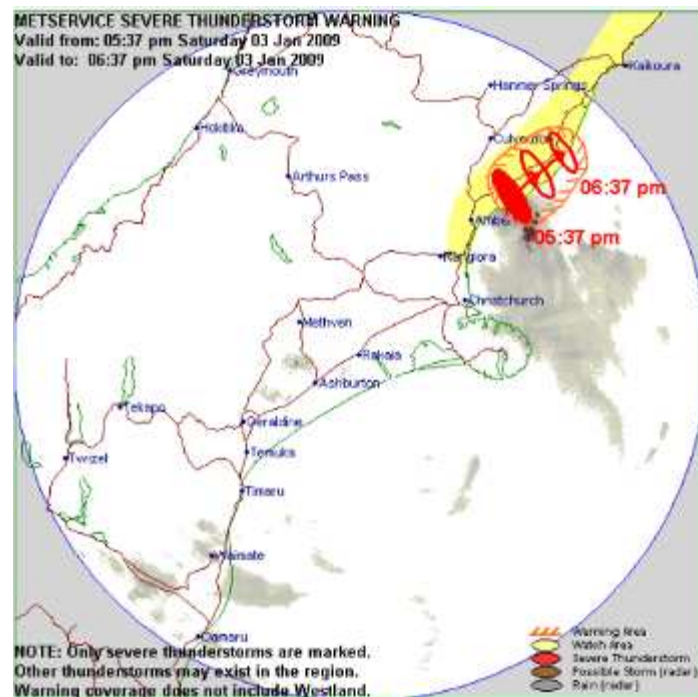 METSERVICE SEVERE THUNDERSTORM WARNING
Valid from: 05:37 pm Saturday 03 Jan 2009
Valid to: 06:37 pm Saturday 03 Jan 2009
Greymouth
Kaikoura
Hanmer Springs
Hokitika
Culverden
Arthurs Pass
06:37 pm
05:37 pm
Rangiora
Christchurch
Methven
Rakaia
Ashburton
Tekapo
Geraldine
Temuka
Twizel
Timaru
Waimate
Oamaru
NOTE: Only severe thunderstorms are marked.
Other thunderstorms may exist in the region.
Warning coverage does not include Westland.
Warning Area
Watch Area
Severe Thunderstorm
Possible Storm (radar)
Rain (radar)